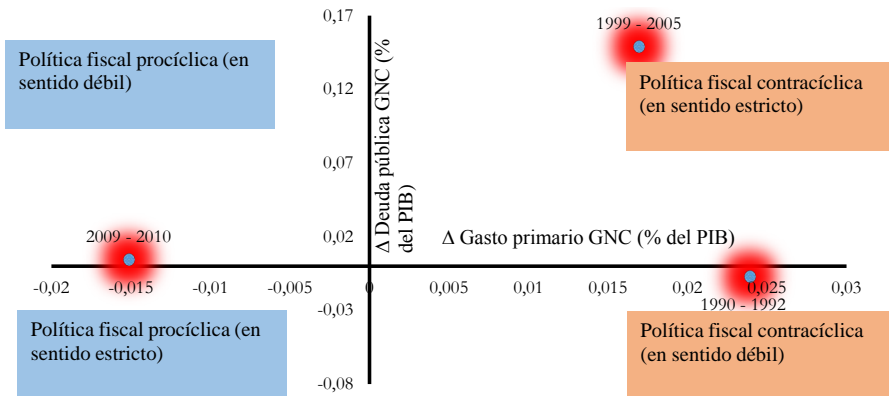 0,17
1999 - 2005
Política fiscal procíclica (en
sentido débil)
0,12
Política fiscal contracíclica
(en sentido estricto)
0,07
Δ Deuda pública GNC (%
del PIB)
2009 - 2010
0,02
Δ Gasto primario GNC (% del PIB)
-0,02 -0,015 -0,01 -0,005 0 0,005 0,01 0,015 0,02 0,025 0,03
-0,03
1990 - 1992
Política fiscal procíclica (en
sentido estricto)
Política fiscal contracíclica
(en sentido débil)
-0,08